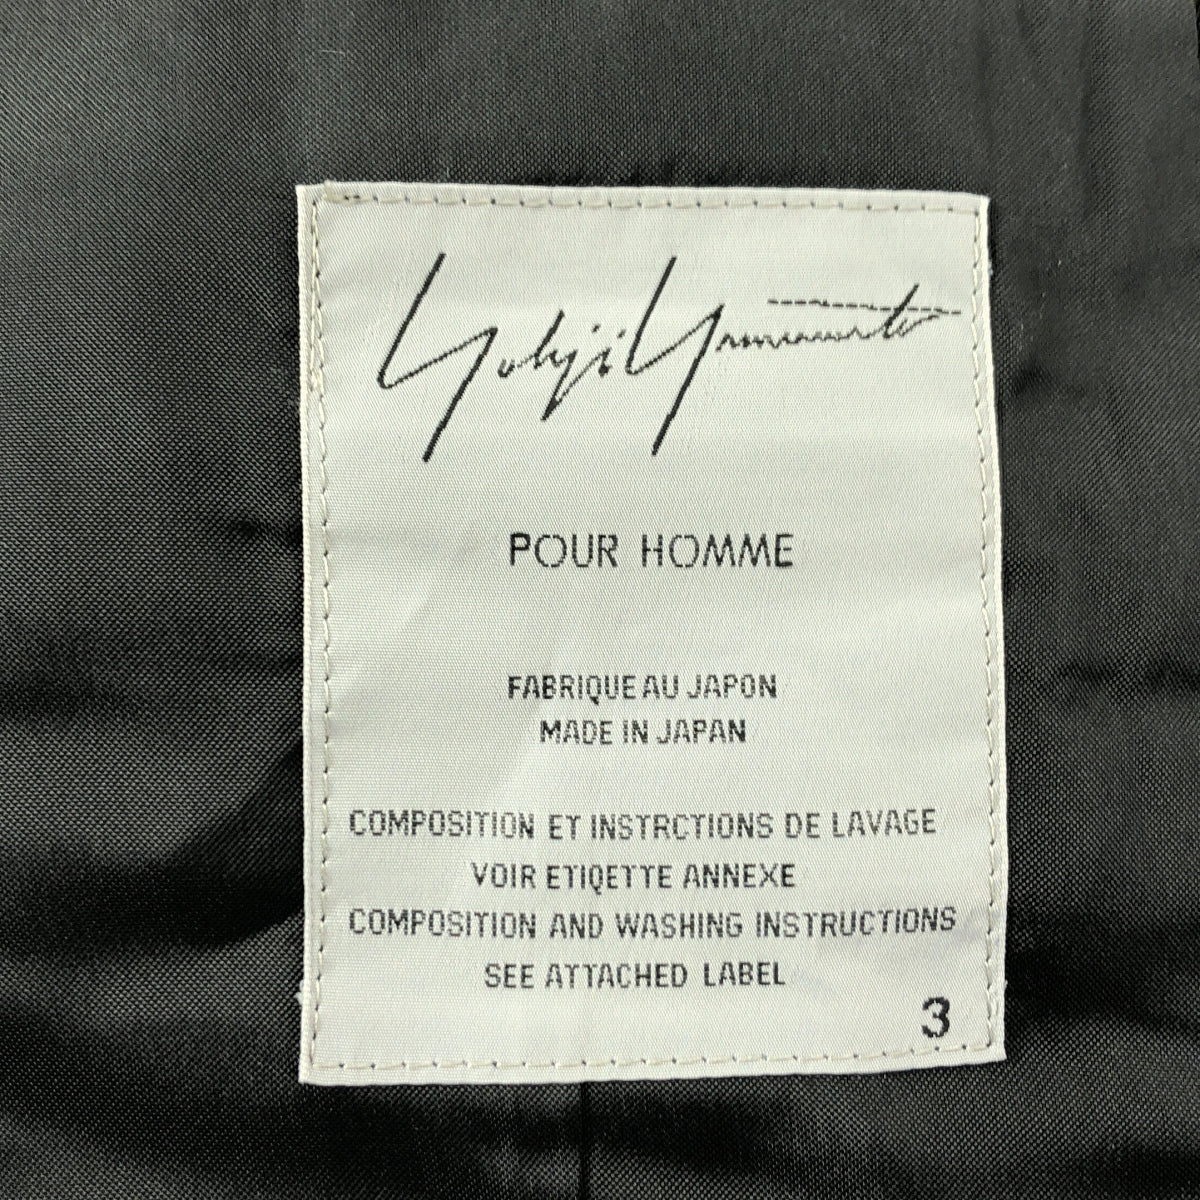 Yohji Yamamoto
POUR HOMME
FABRIQUE AU JAPON
MADE IN JAPAN
COMPOSITION ET INSTRCTIONS DE LAVAGE
VOIR ETIQETTE ANNEXE
COMPOSITION AND WASHING INSTRUCTIONS
SEE ATTACHED LABEL
3